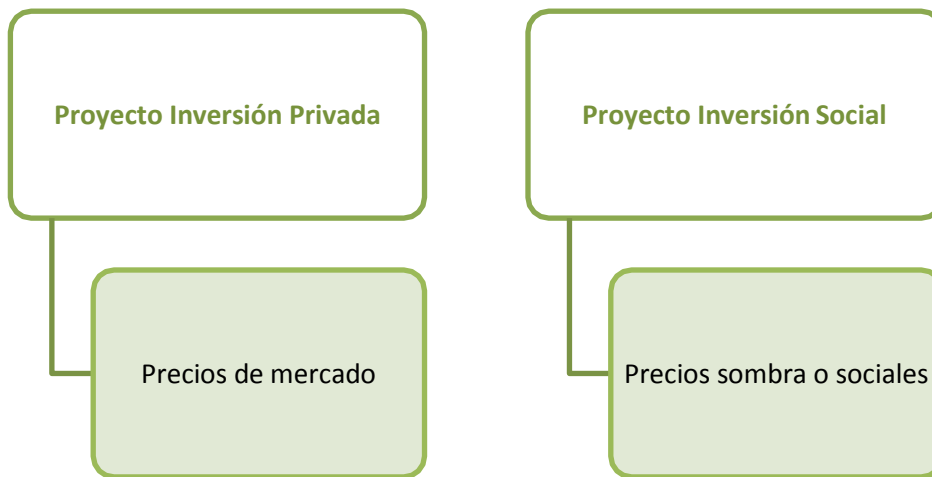 Proyecto Inversión Privada
Proyecto Inversión Social
Precios de mercado
Precios sombra o sociales